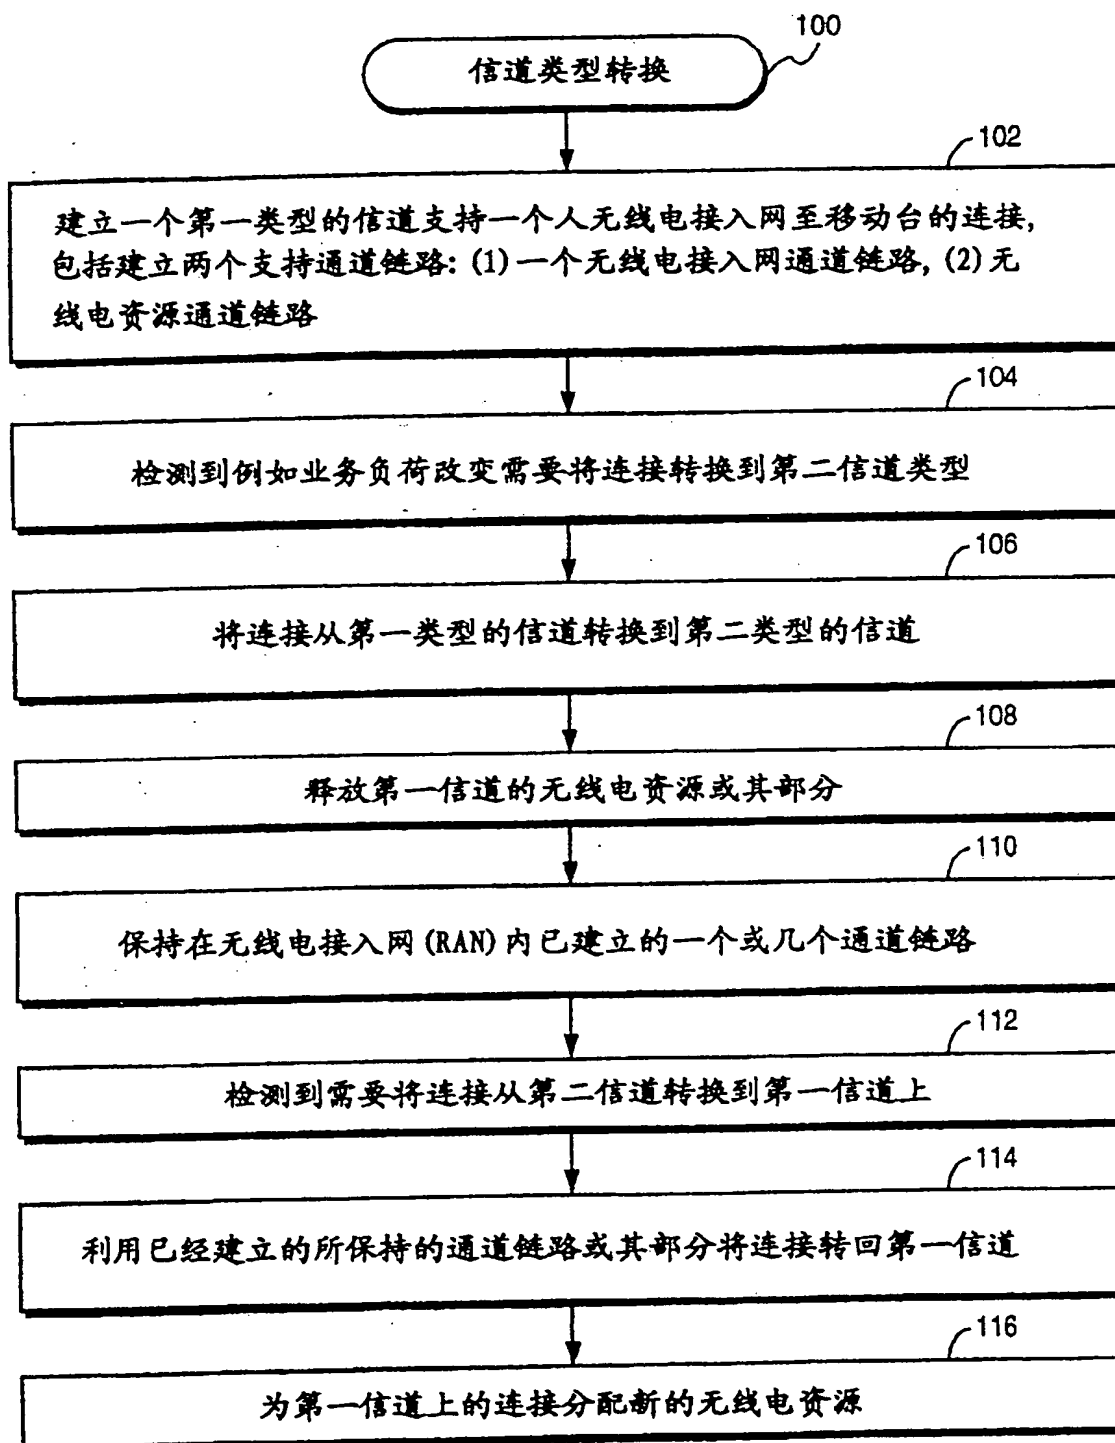 100
信道类型转换
102
建立一个第一类型的信道支持一个人无线电接入网至移动台的连接,
包括建立两个支持通道链路: (1)一个无线电接入网通道链路, (2)无
线电资源通道链路
104
检测到例如业务负荷改变需要将连接转换到第二信道类型
106
将连接从第一类型的信道转换到第二类型的信道
108
释放第一信道的无线电资源或其部分
110
保持在无线电接入网(RAN)内已建立的一个或几个通道链路
112
检测到需要将连接从第二信道转换到第一信道上
114
利用已经建立的所保持的通道链路或其部分将连接转回第一信道
116
为第一信道上的连接分配新的无线电资源